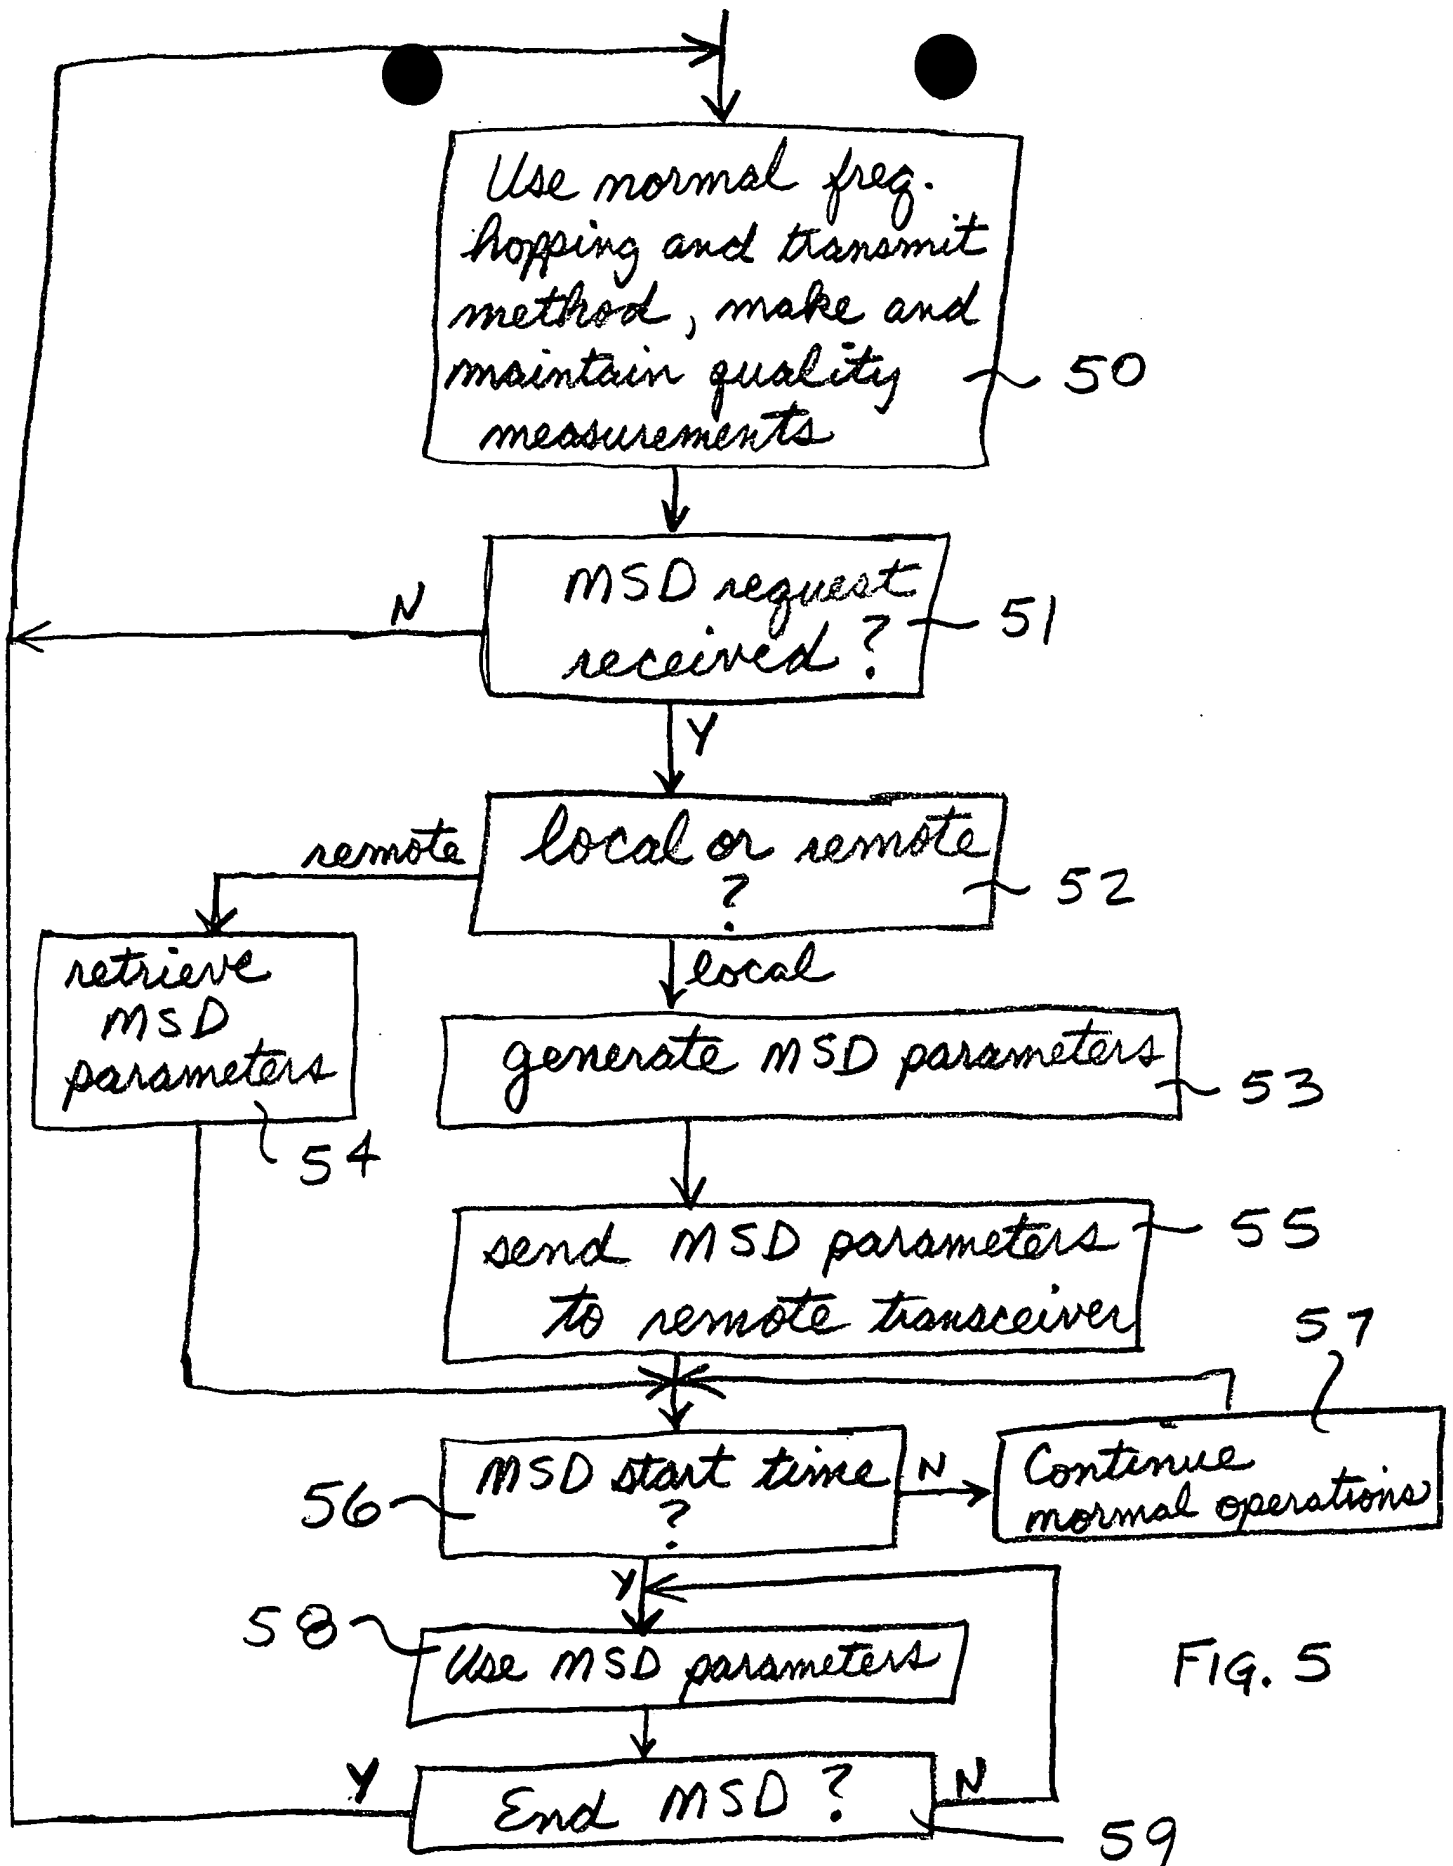 Use normal freq.
hopping and transmit
method, make and
maintain quality
measurements
50
MSD request
received?
51
N
Y
local or remote
?
52
remote
local
retrieve
MSD
parameters
54
generate MSD parameters
53
send MSD parameters
to remote transceiver
55
MSD start time
?
56
N
Continue
normal operations
57
Y
Use MSD parameters
58
End MSD?
59
Y
N
FIG. 5